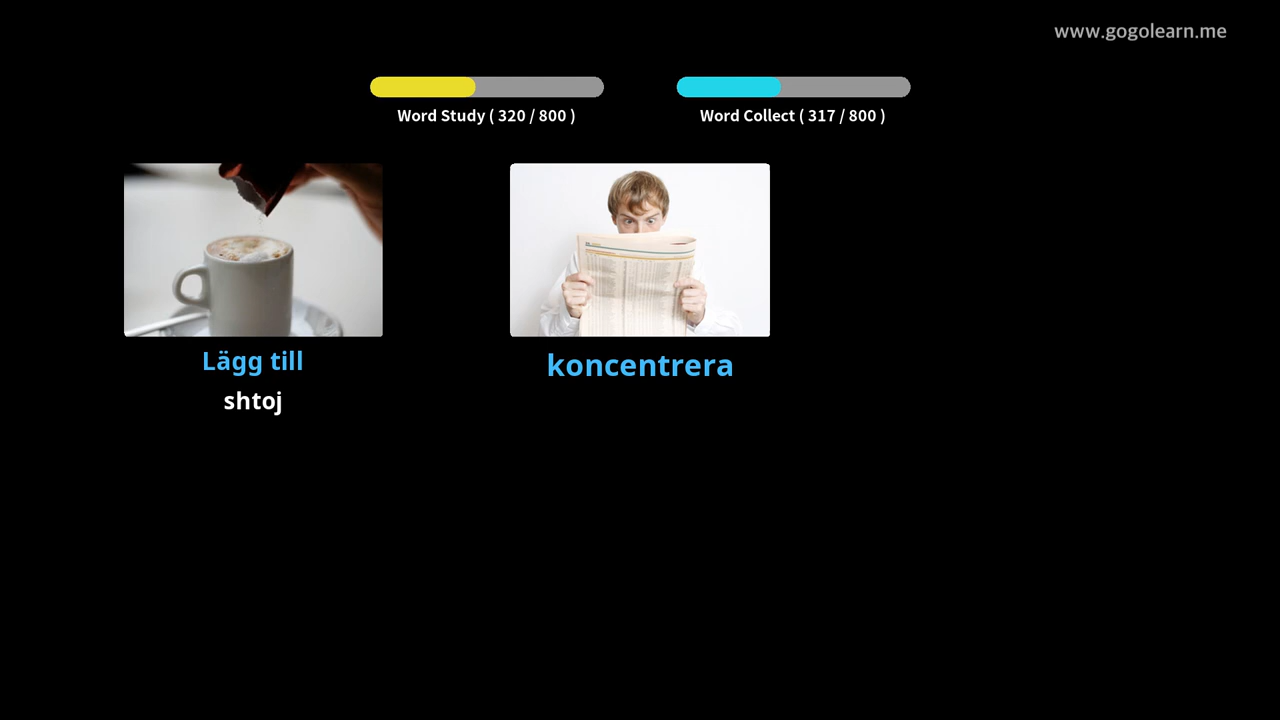 www.gogolearn.me
Word Study ( 320 / 800 )
Word Collect ( 317 / 800 )
Lägg till
shtoj
koncentrera